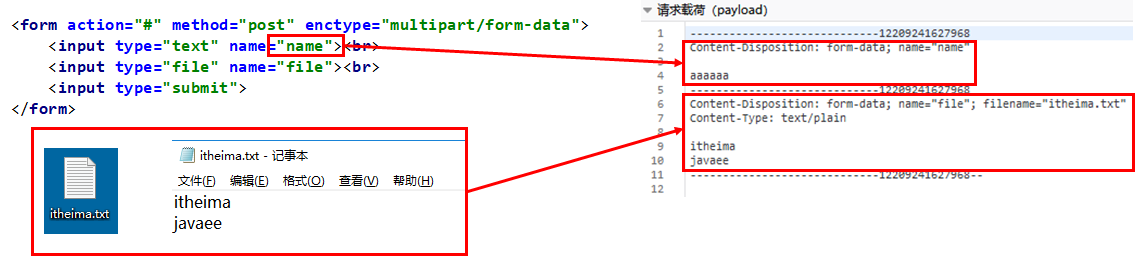 <form action="#" method="post" enctype="multipart/form-data">
<input type="text" name="name"><br>
<input type="file" name="file"><br>
<input type="submit">
</form>
itheima.txt
itheima.txt - 记事本
文件(F) 编辑(E) 格式(O) 查看(V) 帮助(H)
itheima
javaee
请求载荷（payload）
1 -----------------------------12209241627968
2 Content-Disposition: form-data; name="name"
3
4 aaaaaa
5 -----------------------------12209241627968
6 Content-Disposition: form-data; name="file"; filename="itheima.txt"
7 Content-Type: text/plain
8
9 itheima
10 javaee
11 -----------------------------12209241627968--
12